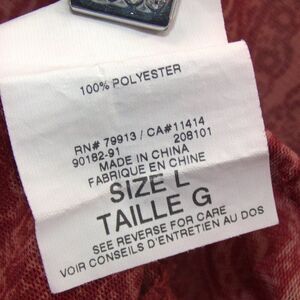 100% POLYESTER
RN# 79913 / CA#11414
90182-91 208101
MADE IN CHINA
FABRIQUE EN CHINE
SIZE L
TAILLE G
SEE REVERSE FOR CARE
VOIR CONSEILS D'ENTRETIEN AU DOS